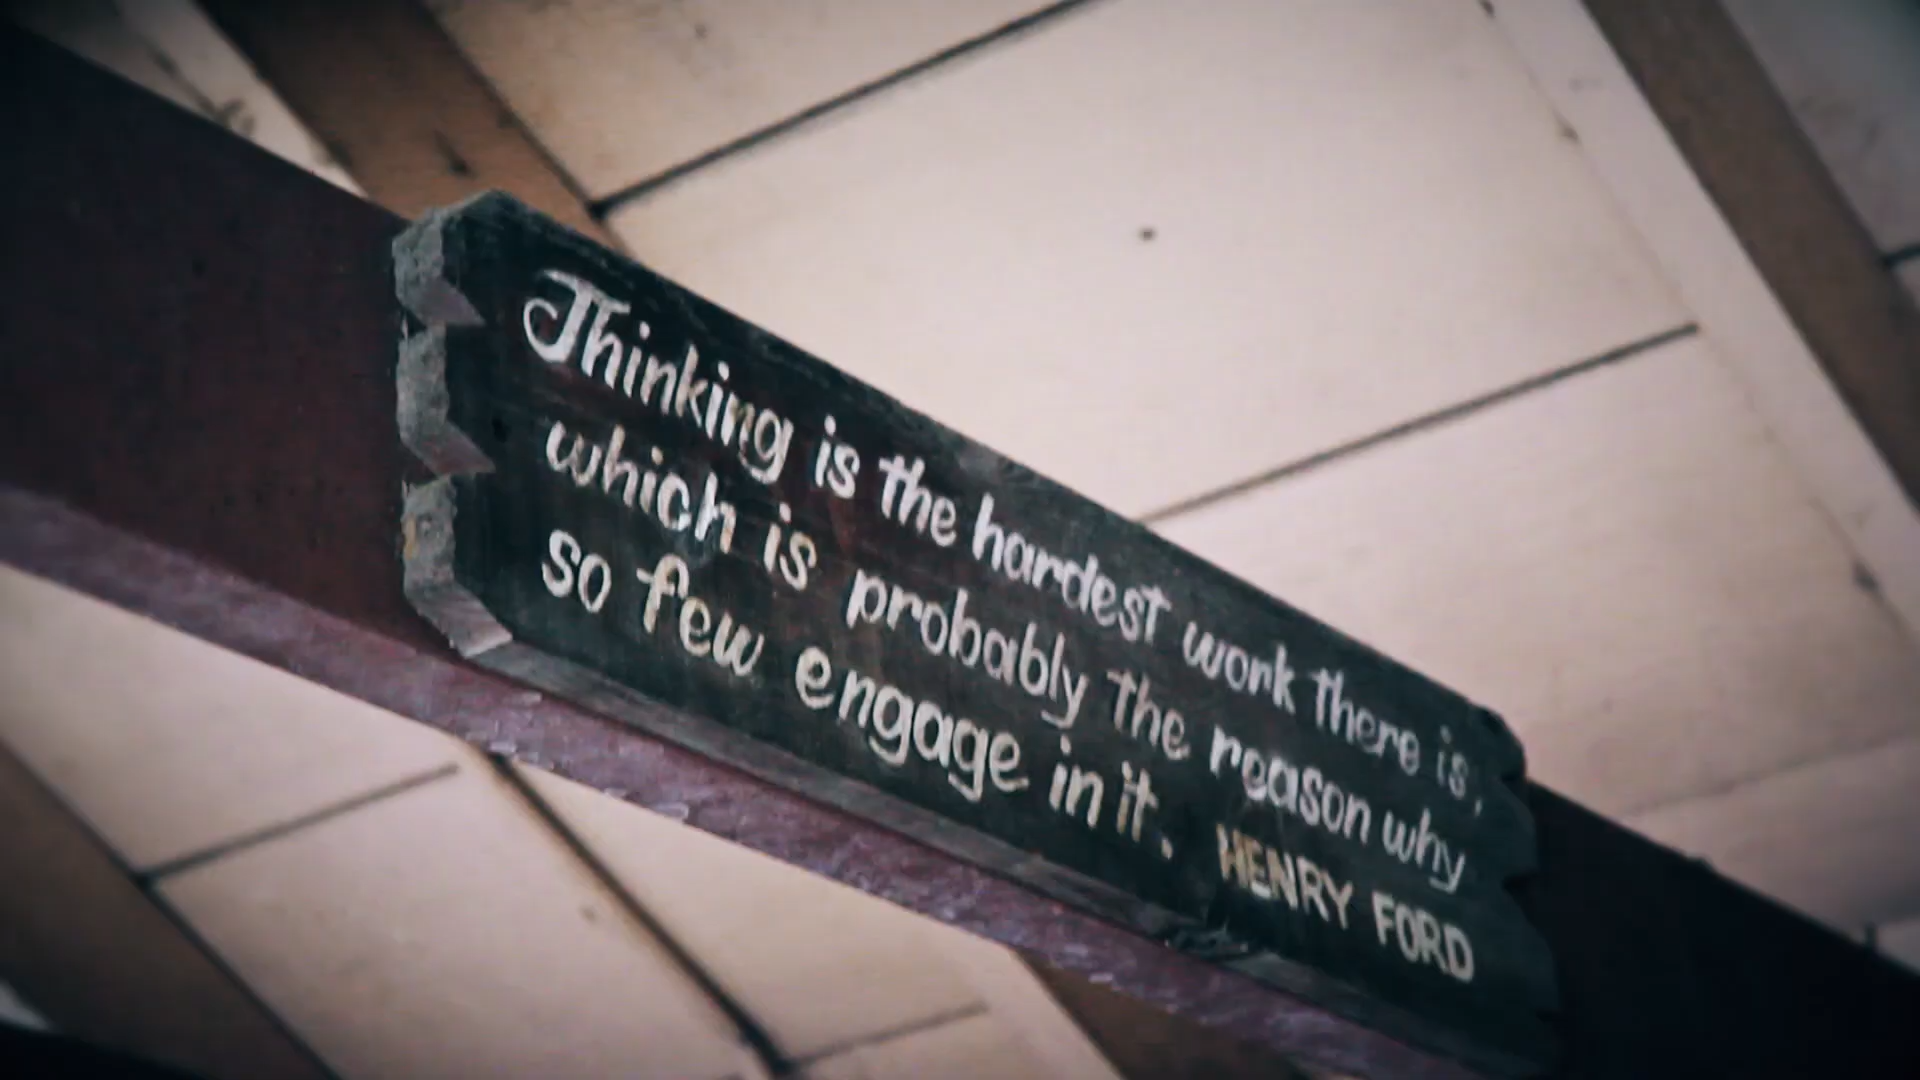 Thinking is the hardest work there is,
which is probably the reason why
so few engage in it. HENRY FORD